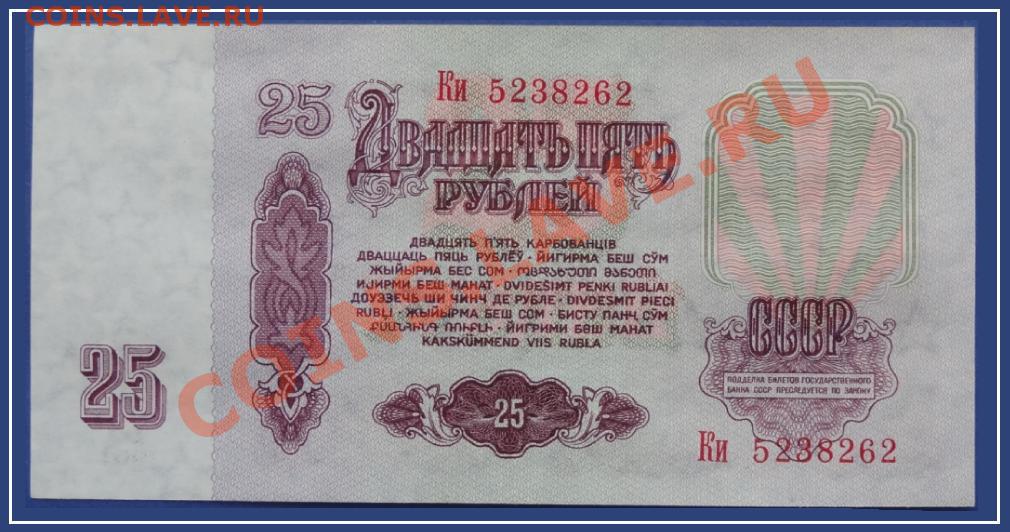 COINS.LAVE.RU
25
Ки 5238262
Двадцать пять
рублей
ДВАДЦЯТЬ П'ЯТЬ КАРБОВАНЦІВ
ДВАЦЦАЦЬ ПЯЦЬ РУБЛЁЎ · ЙИГИРМА БЕШ СЎМ
ЖЫЙЫРМА БЕС СОМ · ᲝᲪᲓᲐᲮᲣᲗᲘ ᲛᲐᲜᲔᲗᲘ
ИЈИРМИ БЕШ МАНАТ · DVIDEŠIMT PENKI RUBLIAI
ДОУЗЗЕЧЬ ШИ ЧИНЧ ДЕ РУБЛЕ · DIVDESMIT PIECI
RUBĻI · ЖЫЙЫРМА БЕШ СОМ · БИСТУ ПАНҶ СЎМ
ՔՍԱՆՀԻՆԳ ՌՈՒԲԼԻ · ЙИГРИМИ БӘШ МАНАТ
KAKSKÜMMEND VIIS RUBLA
СССР
ПОДДЕЛКА БИЛЕТОВ ГОСУДАРСТВЕННОГО
БАНКА СССР ПРЕСЛЕДУЕТСЯ ПО ЗАКОНУ
25
25
Ки 5238262
COINS.LAVE.RU